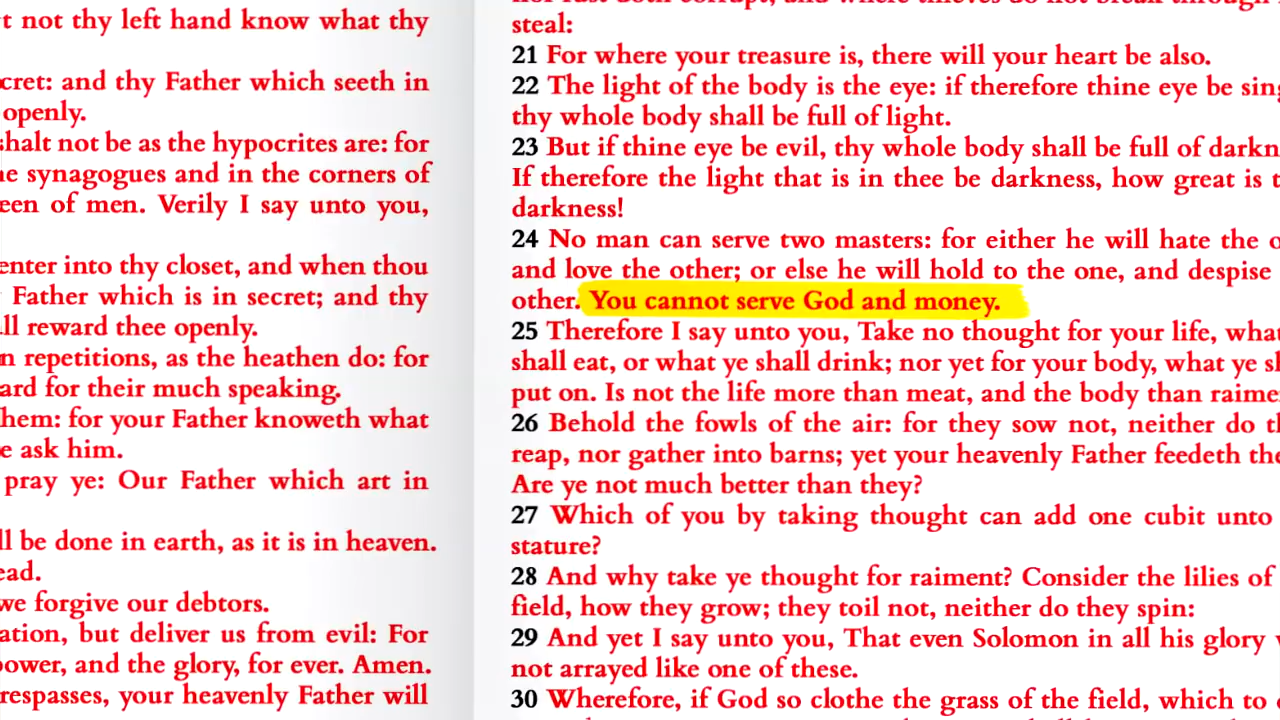 t not thy left hand know what thy
cret: and thy Father which seeth in
openly.
shalt not be as the hypocrites are: for
e synagogues and in the corners of
een of men. Verily I say unto you,
enter into thy closet, and when thou
Father which is in secret; and thy
ll reward thee openly.
n repetitions, as the heathen do: for
ard for their much speaking.
hem: for your Father knoweth what
e ask him.
pray ye: Our Father which art in
ll be done in earth, as it is in heaven.
ead.
we forgive our debtors.
ation, but deliver us from evil: For
power, and the glory, for ever. Amen.
respasses, your heavenly Father will
nor rust doth corrupt, and where thieves do not break through
steal:
21 For where your treasure is, there will your heart be also.
22 The light of the body is the eye: if therefore thine eye be sing
thy whole body shall be full of light.
23 But if thine eye be evil, thy whole body shall be full of darkn
If therefore the light that is in thee be darkness, how great is t
darkness!
24 No man can serve two masters: for either he will hate the o
and love the other; or else he will hold to the one, and despise
other. You cannot serve God and money.
25 Therefore I say unto you, Take no thought for your life, wha
shall eat, or what ye shall drink; nor yet for your body, what ye sh
put on. Is not the life more than meat, and the body than raime
26 Behold the fowls of the air: for they sow not, neither do th
reap, nor gather into barns; yet your heavenly Father feedeth the
Are ye not much better than they?
27 Which of you by taking thought can add one cubit unto
stature?
28 And why take ye thought for raiment? Consider the lilies of
field, how they grow; they toil not, neither do they spin:
29 And yet I say unto you, That even Solomon in all his glory
not arrayed like one of these.
30 Wherefore, if God so clothe the grass of the field, which to